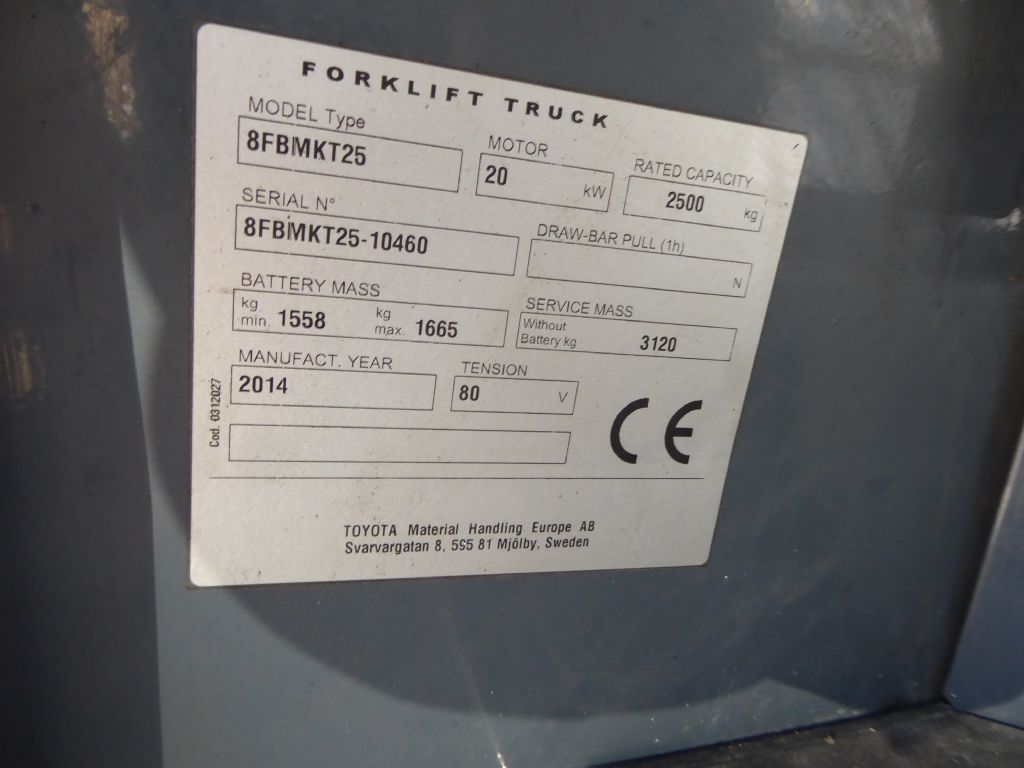 FORKLIFT TRUCK
MODEL Type
8FBMKT25
MOTOR
20 kW
RATED CAPACITY
2500 kg
SERIAL N°
8FBMKT25-10460
DRAW-BAR PULL (1h)
N
BATTERY MASS
kg min. 1558 kg max. 1665
SERVICE MASS
Without Battery kg 3120
MANUFACT. YEAR
2014
TENSION
80 V
Cod. 0312027
CE
TOYOTA Material Handling Europe AB
Svarvargatan 8, 595 81 Mjölby, Sweden